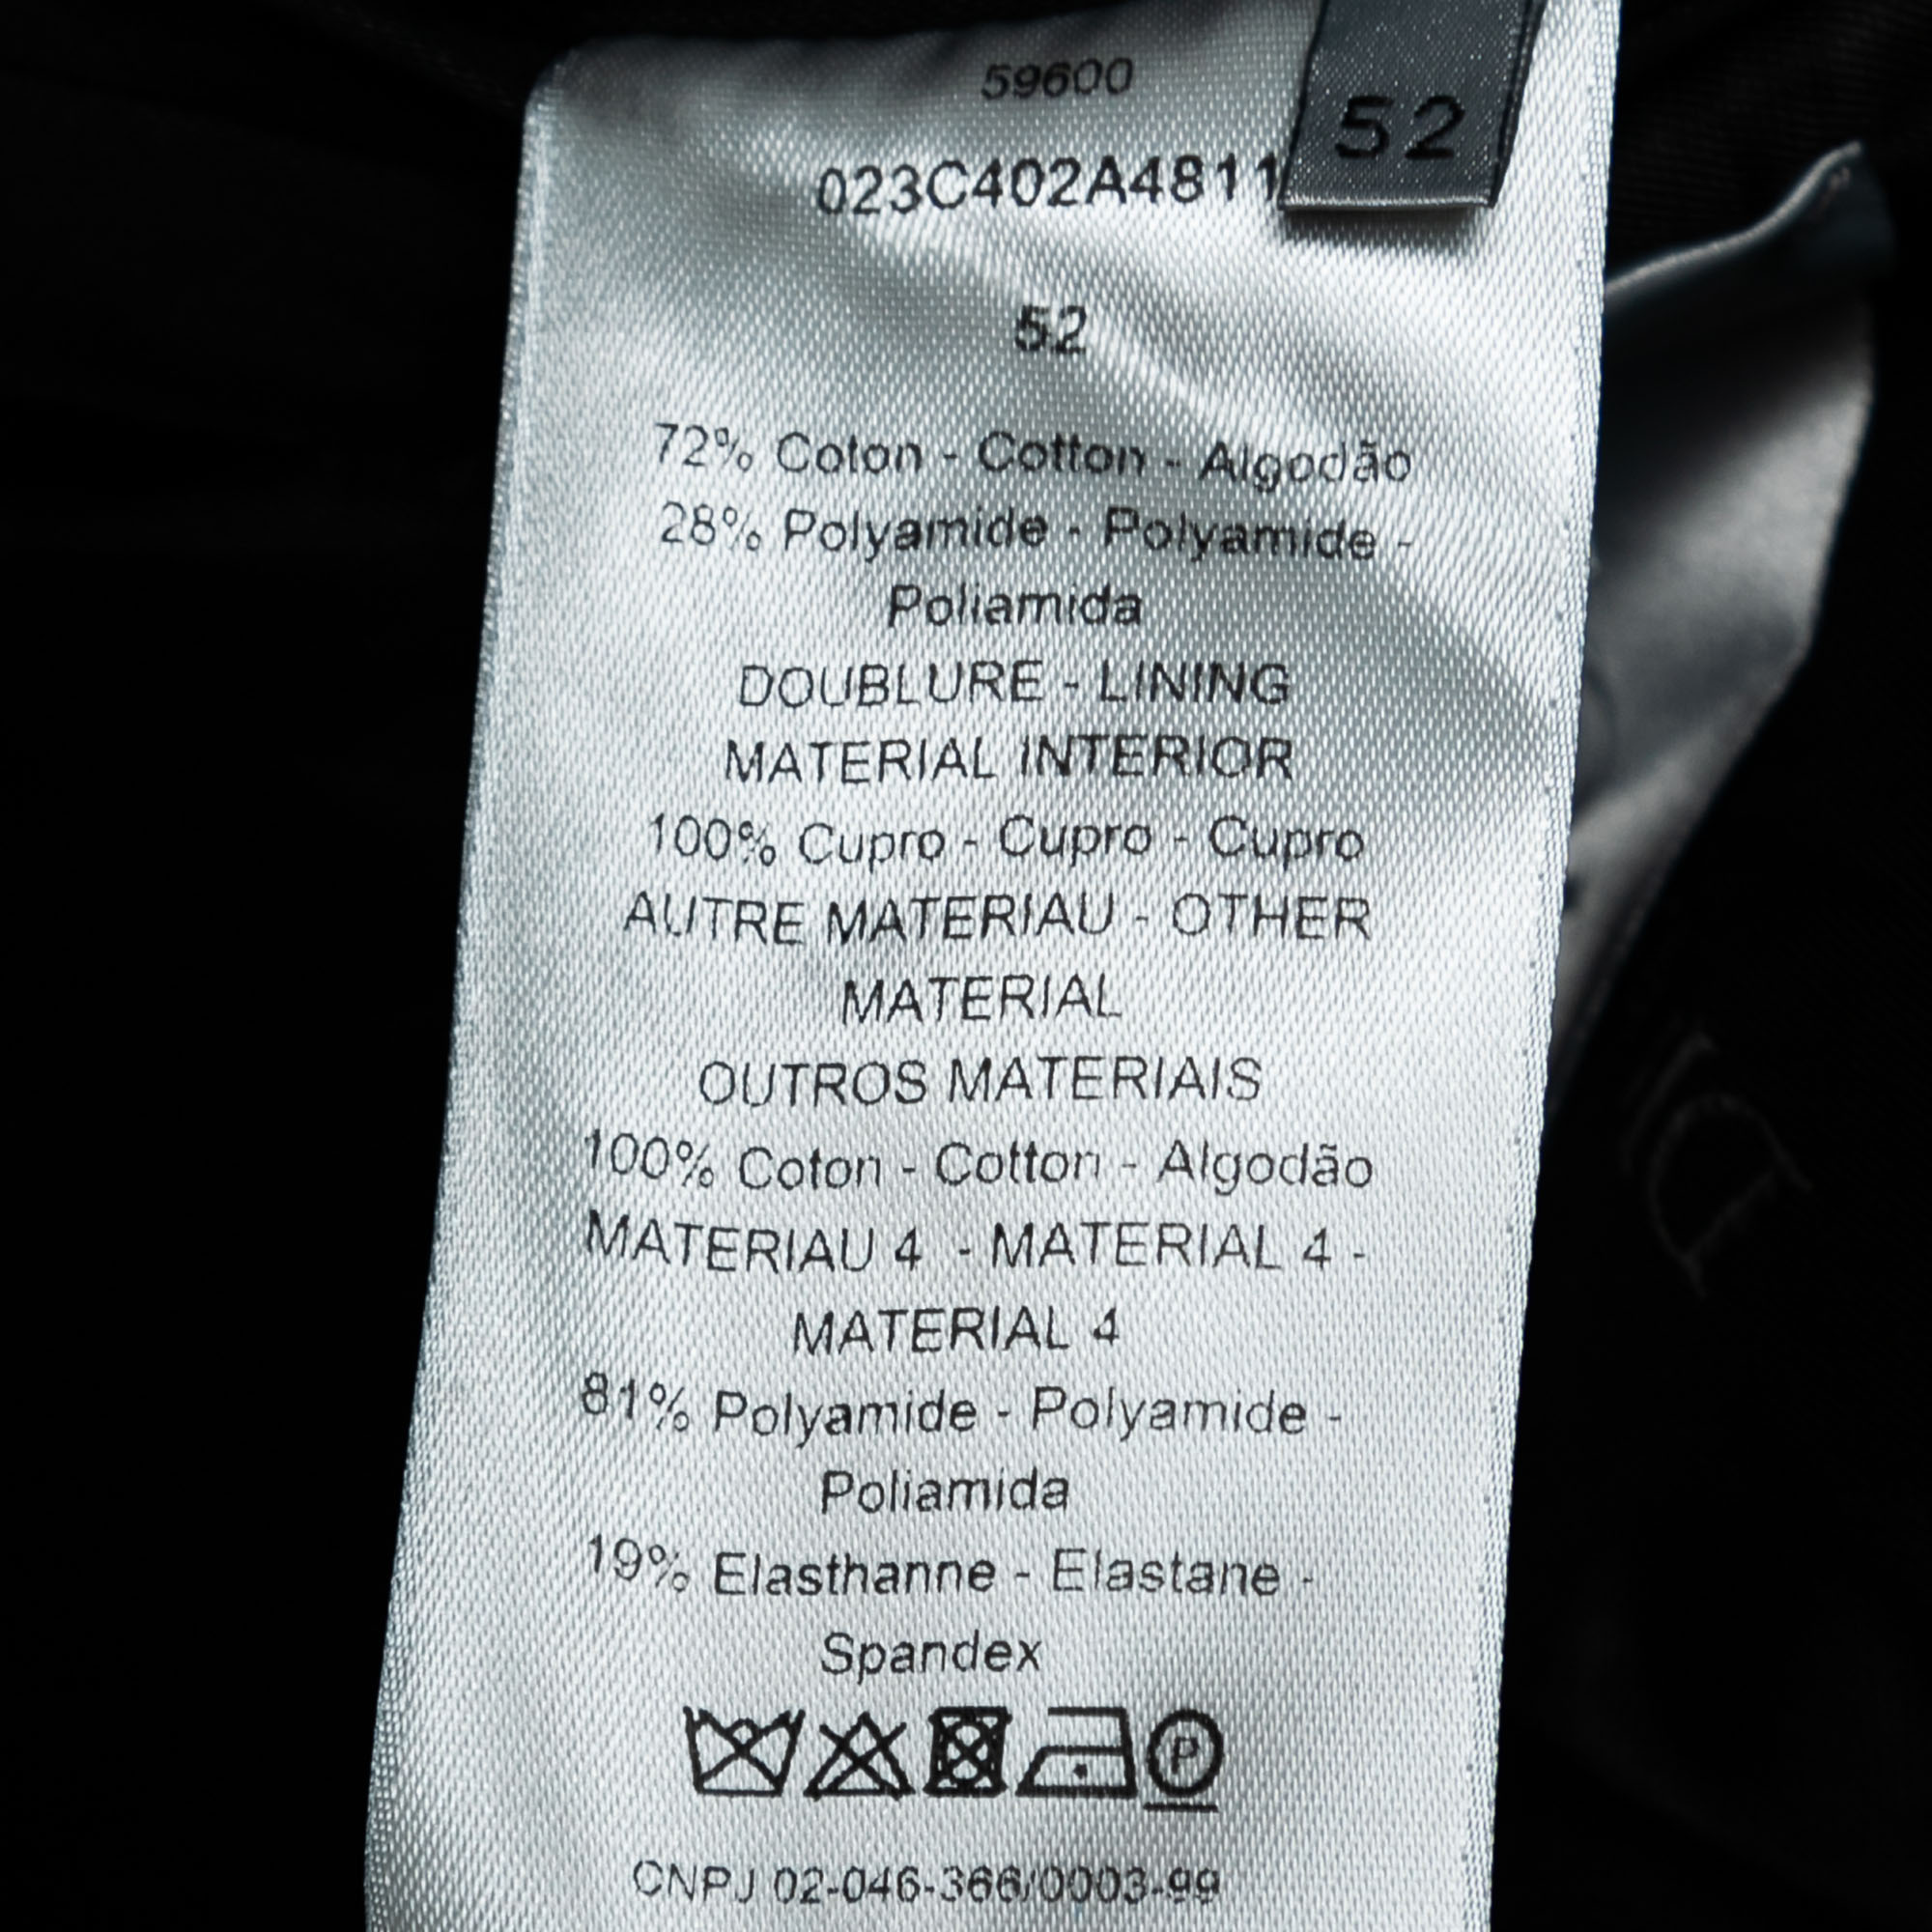 59600
52
023C402A4811
52
72% Coton - Cotton - Algodão
28% Polyamide - Polyamide -
Poliamida
DOUBLURE - LINING
MATERIAL INTERIOR
100% Cupro - Cupro - Cupro
AUTRE MATERIAU - OTHER
MATERIAL
OUTROS MATERIAIS
100% Coton - Cotton - Algodão
MATERIAU 4 - MATERIAL 4 -
MATERIAL 4
81% Polyamide - Polyamide -
Poliamida
19% Elasthanne - Elastane -
Spandex
P
CNPJ 02-046-366/0003-99